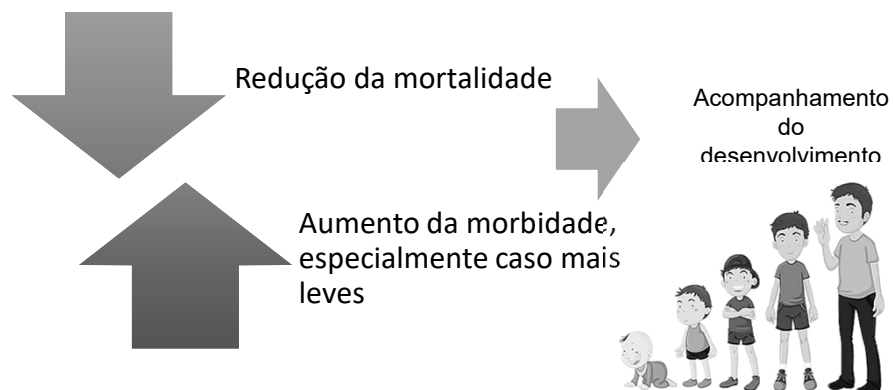 Redução da mortalidade
Acompanhamento
do
desenvolvimento
Aumento da morbidade,
especialmente caso mais
leves